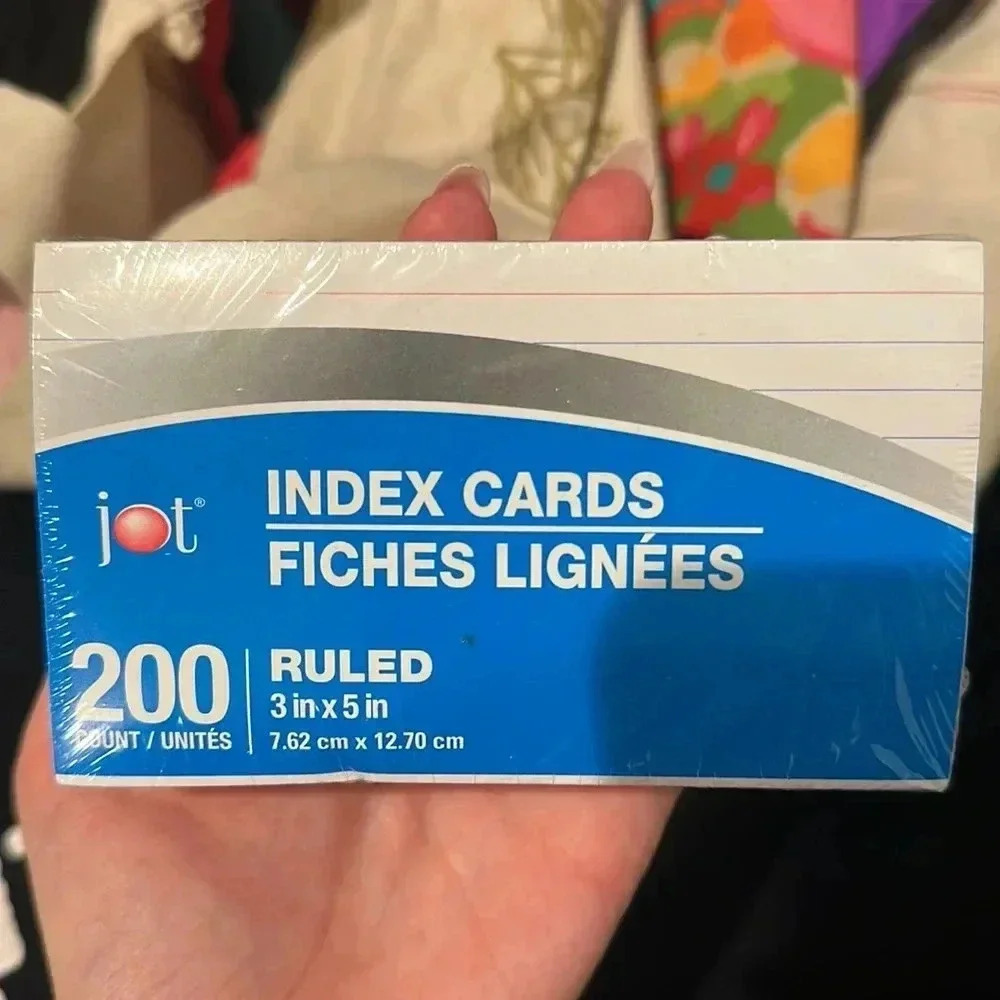 jot®
INDEX CARDS
FICHES LIGNÉES
200
COUNT / UNITÉS
RULED
3 in x 5 in
7.62 cm x 12.70 cm